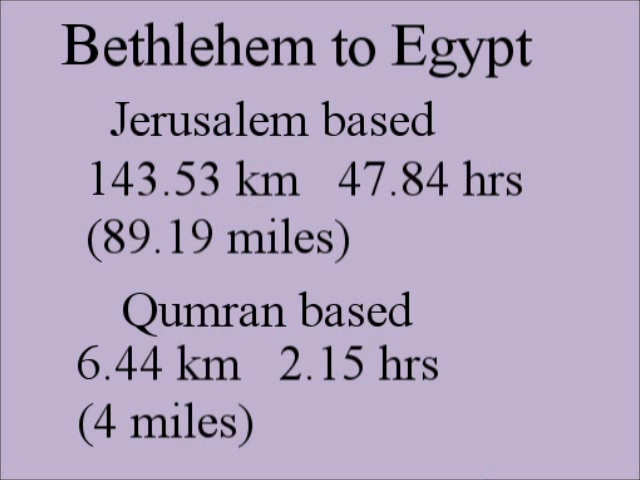 Bethlehem to Egypt
Jerusalem based
143.53 km 47.84 hrs
(89.19 miles)
Qumran based
6.44 km 2.15 hrs
(4 miles)